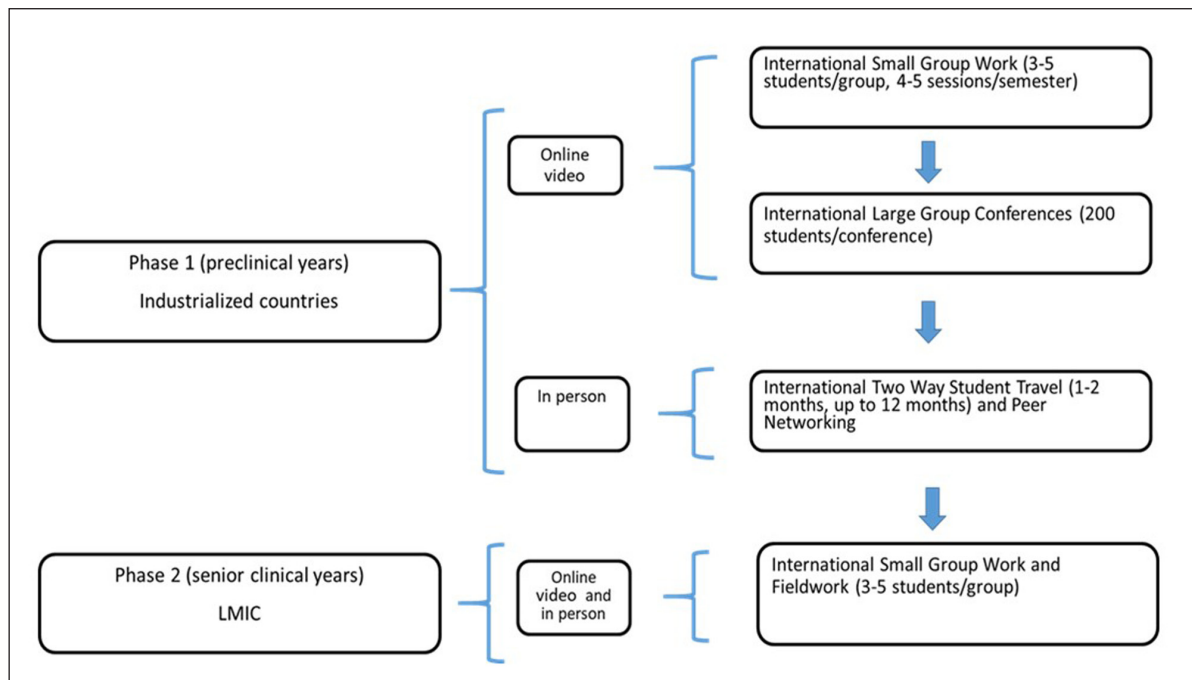 Phase 1 (preclinical years)
Industrialized countries
Online
video
International Small Group Work (3-5
students/group, 4-5 sessions/semester)
International Large Group Conferences (200
students/conference)
In person
International Two Way Student Travel (1-2
months, up to 12 months) and Peer
Networking
Phase 2 (senior clinical years)
LMIC
Online
video and
in person
International Small Group Work and
Fieldwork (3-5 students/group)